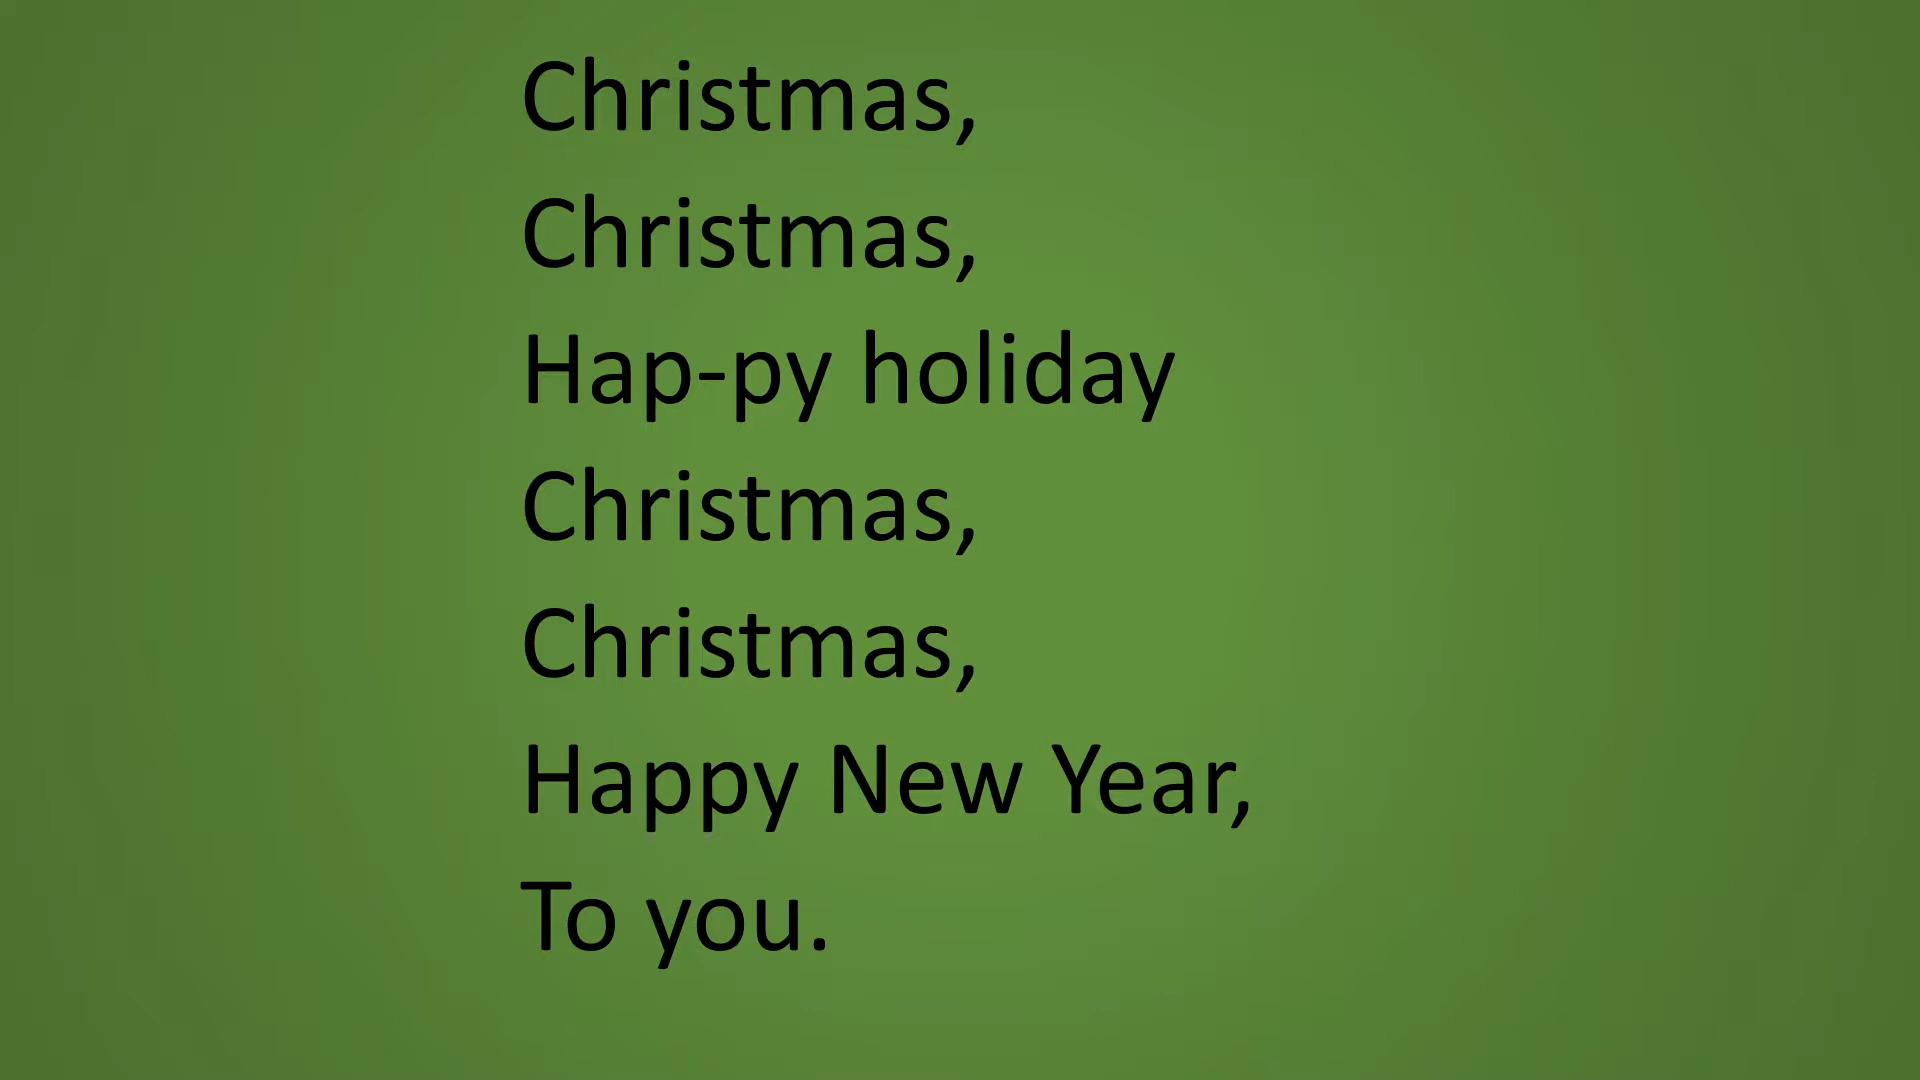 Christmas,
Christmas,
Hap-py holiday
Christmas,
Christmas,
Happy New Year,
To you.